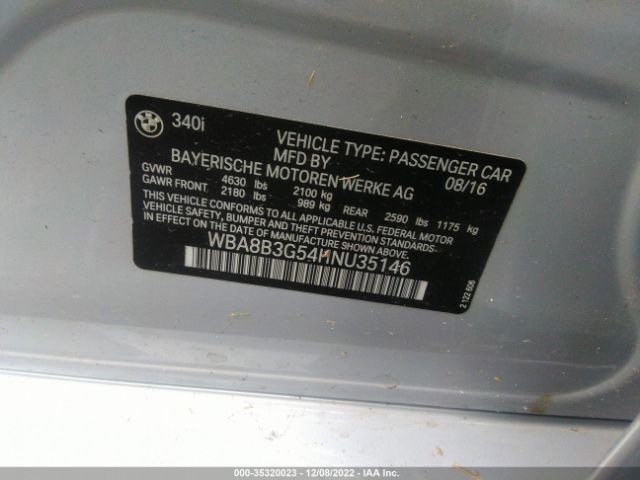 340i
VEHICLE TYPE: PASSENGER CAR
MFD BY 08/16
BAYERISCHE MOTOREN WERKE AG
GVWR 4630 lbs 2100 kg
GAWR FRONT 2180 lbs 989 kg REAR 2590 lbs 1175 kg
THIS VEHICLE CONFORMS TO ALL APPLICABLE U.S. FEDERAL MOTOR
VEHICLE SAFETY, BUMPER AND THEFT PREVENTION STANDARDS
IN EFFECT ON THE DATE OF MANUFACTURE SHOWN ABOVE.
WBA8B3G54HNU35146
2 122 606
000-35320023 - 12/08/2022 - IAA Inc.